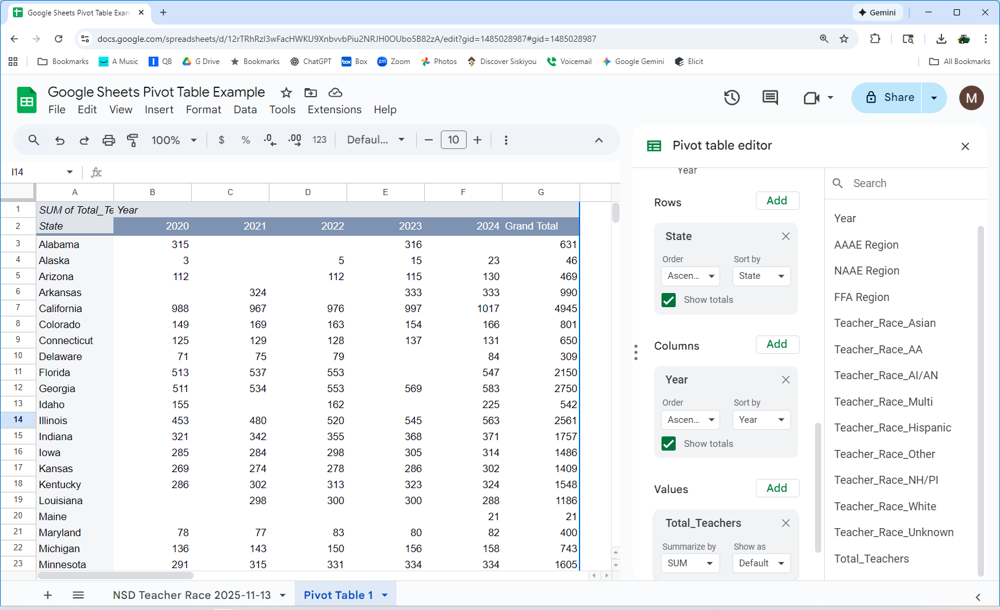 Google Sheets Pivot Table Exam
Gemini
docs.google.com/spreadsheets/d/12rTRhRzI3wFacHWKU9XnbvvbPiu2NRJH0OUbo5B82zA/edit?gid=1485028987#gid=1485028987
Bookmarks A Music QB G Drive Bookmarks ChatGPT box Box zm Zoom Photos Discover Siskiyou Voicemail Google Gemini Elicit All Bookmarks
Google Sheets Pivot Table Example
File Edit View Insert Format Data Tools Extensions Help
Share
M
100% $ % .0 .00 123 Defaul... 10
I14 fx
A B C D E F G
1 SUM of Total_Te Year
2 State 2020 2021 2022 2023 2024 Grand Total
3 Alabama 315 316 631
4 Alaska 3 5 15 23 46
5 Arizona 112 112 115 130 469
6 Arkansas 324 333 333 990
7 California 988 967 976 997 1017 4945
8 Colorado 149 169 163 154 166 801
9 Connecticut 125 129 128 137 131 650
10 Delaware 71 75 79 84 309
11 Florida 513 537 553 547 2150
12 Georgia 511 534 553 569 583 2750
13 Idaho 155 162 225 542
14 Illinois 453 480 520 545 563 2561
15 Indiana 321 342 355 368 371 1757
16 Iowa 285 284 298 305 314 1486
17 Kansas 269 274 278 286 302 1409
18 Kentucky 286 302 313 323 324 1548
19 Louisiana 298 300 300 288 1186
20 Maine 21 21
21 Maryland 78 77 83 80 82 400
22 Michigan 136 143 150 156 158 743
23 Minnesota 291 315 331 334 334 1605
Pivot table editor
Year
Rows Add
State
Order Sort by
Ascen... State
Show totals
Columns Add
Year
Order Sort by
Ascen... Year
Show totals
Values Add
Total_Teachers
Summarize by Show as
SUM Default
Search
Year
AAAE Region
NAAE Region
FFA Region
Teacher_Race_Asian
Teacher_Race_AA
Teacher_Race_AI/AN
Teacher_Race_Multi
Teacher_Race_Hispanic
Teacher_Race_Other
Teacher_Race_NH/PI
Teacher_Race_White
Teacher_Race_Unknown
Total_Teachers
NSD Teacher Race 2025-11-13 Pivot Table 1